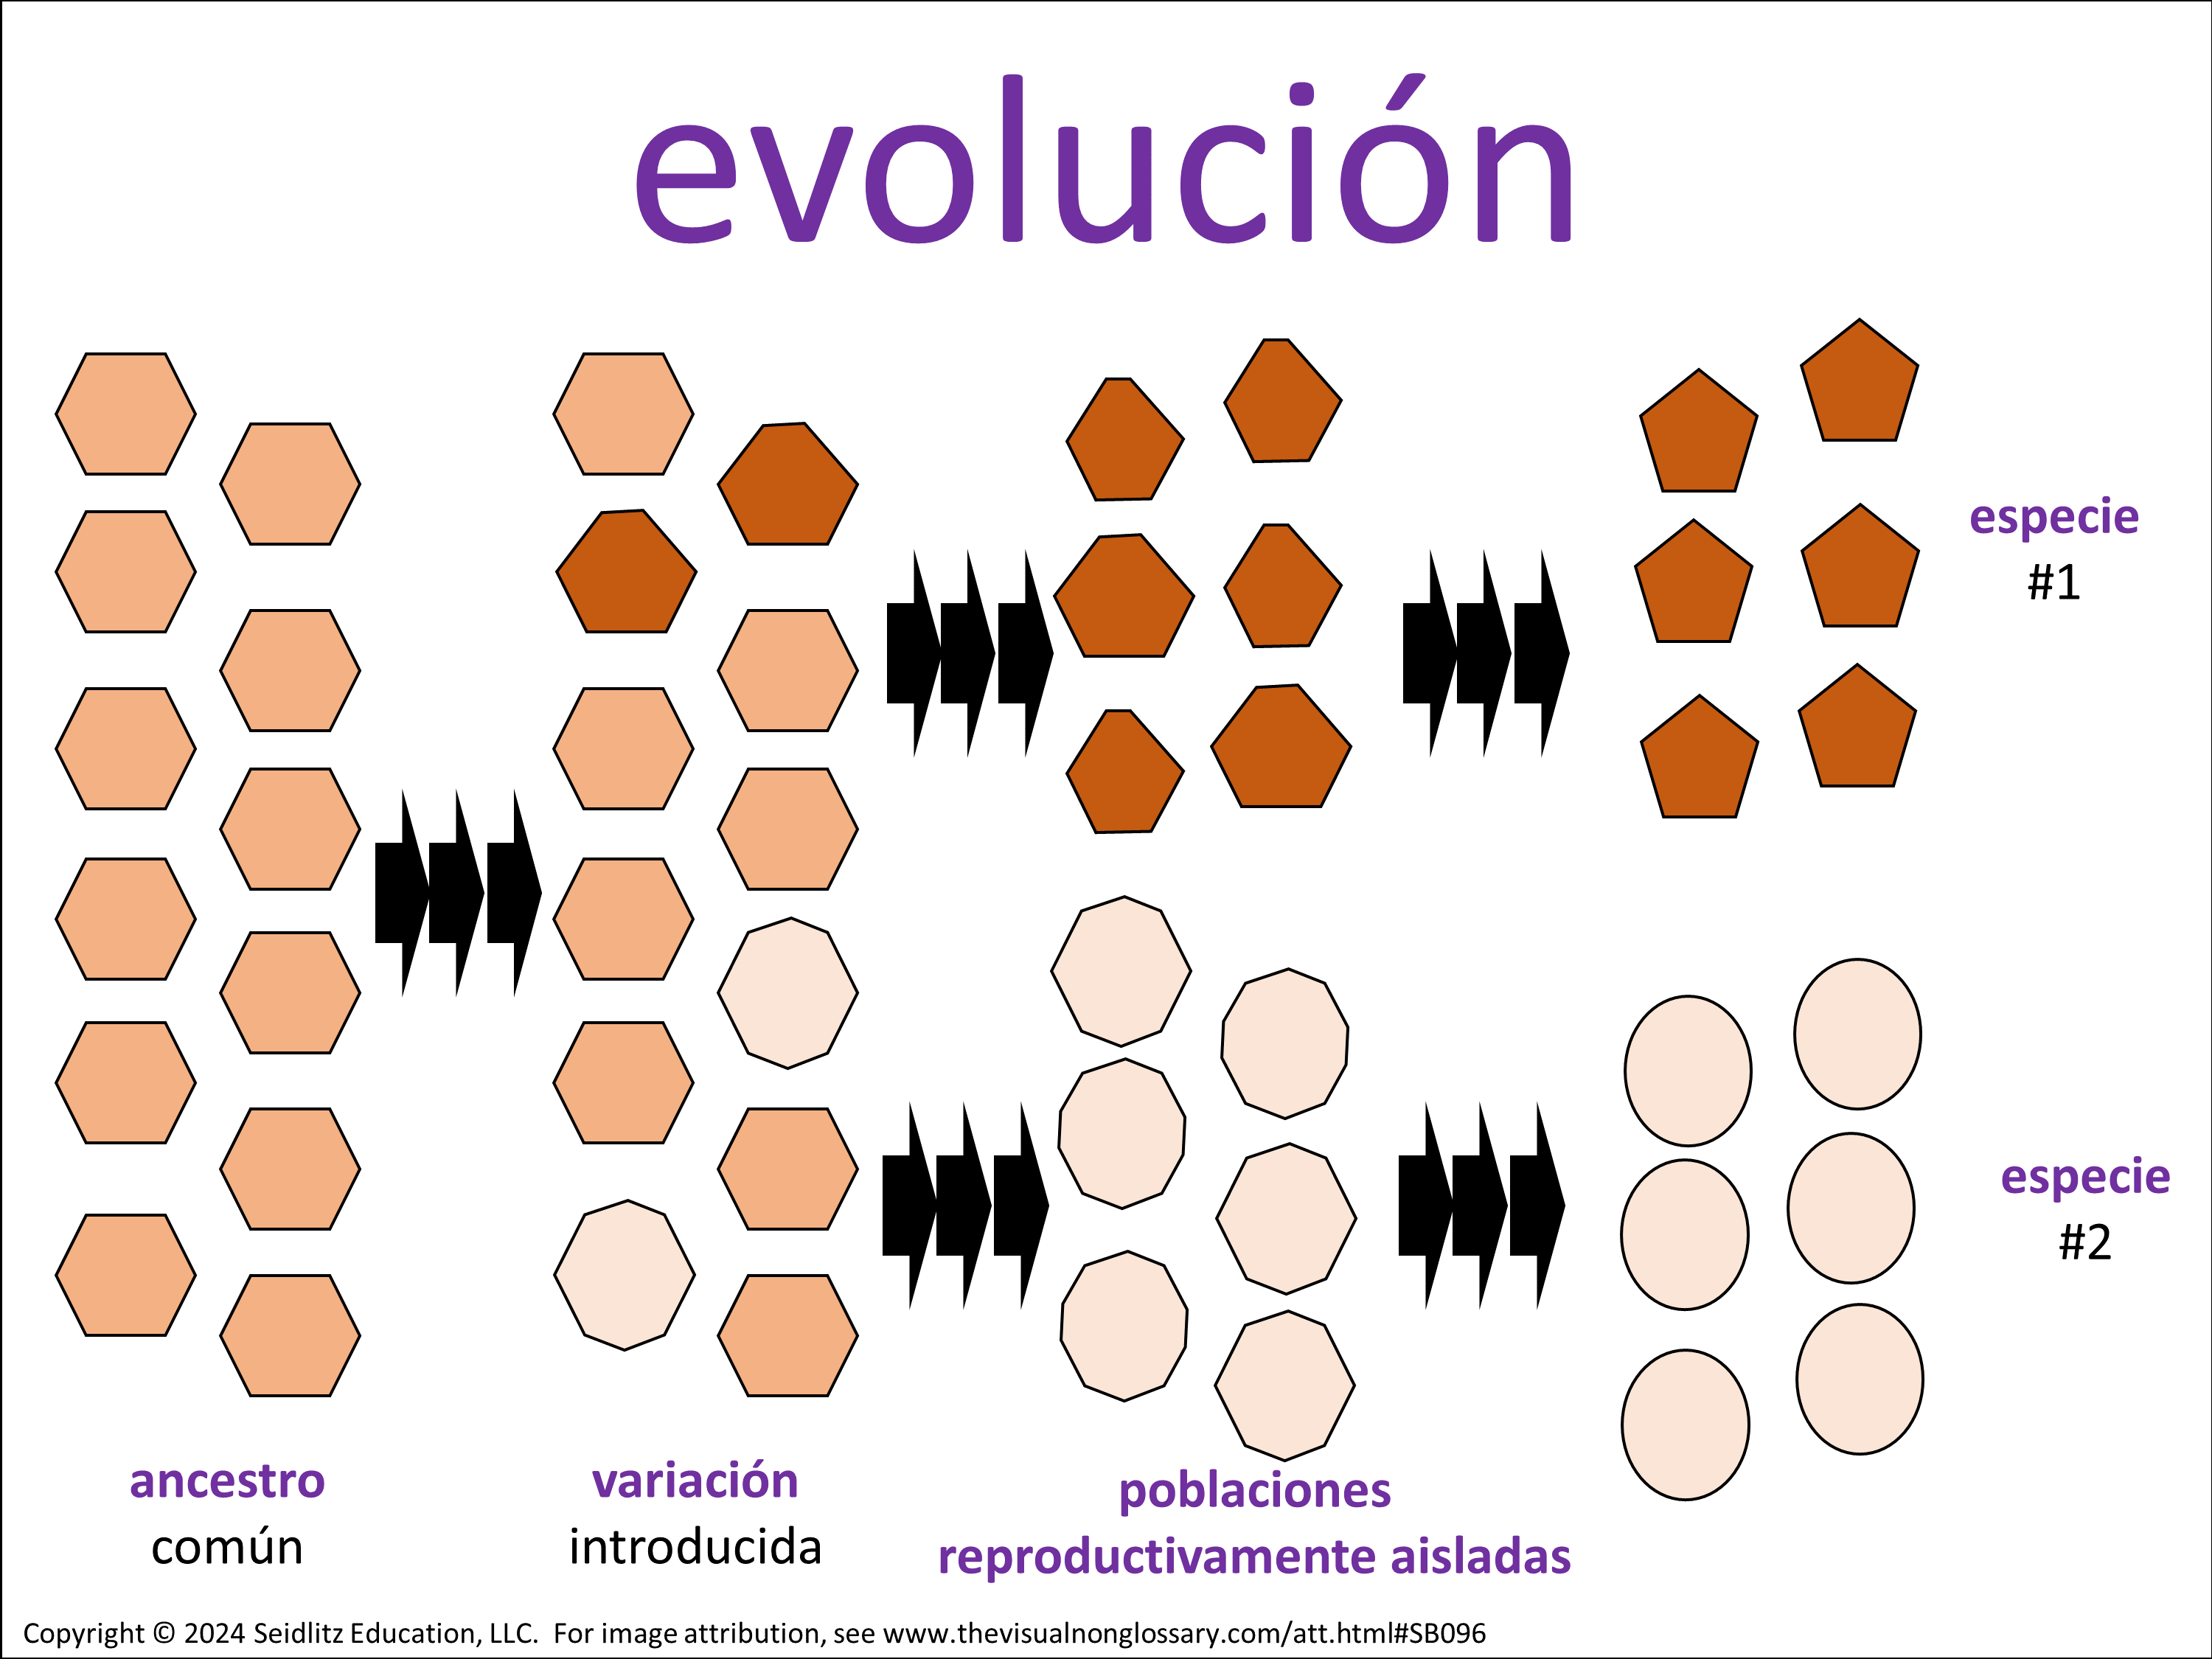 evolución
especie
#1
especie
#2
ancestro
común
variación
introducida
poblaciones
reproductivamente aisladas
Copyright © 2024 Seidlitz Education, LLC.  For image attribution, see www.thevisualnonglossary.com/att.html#SB096